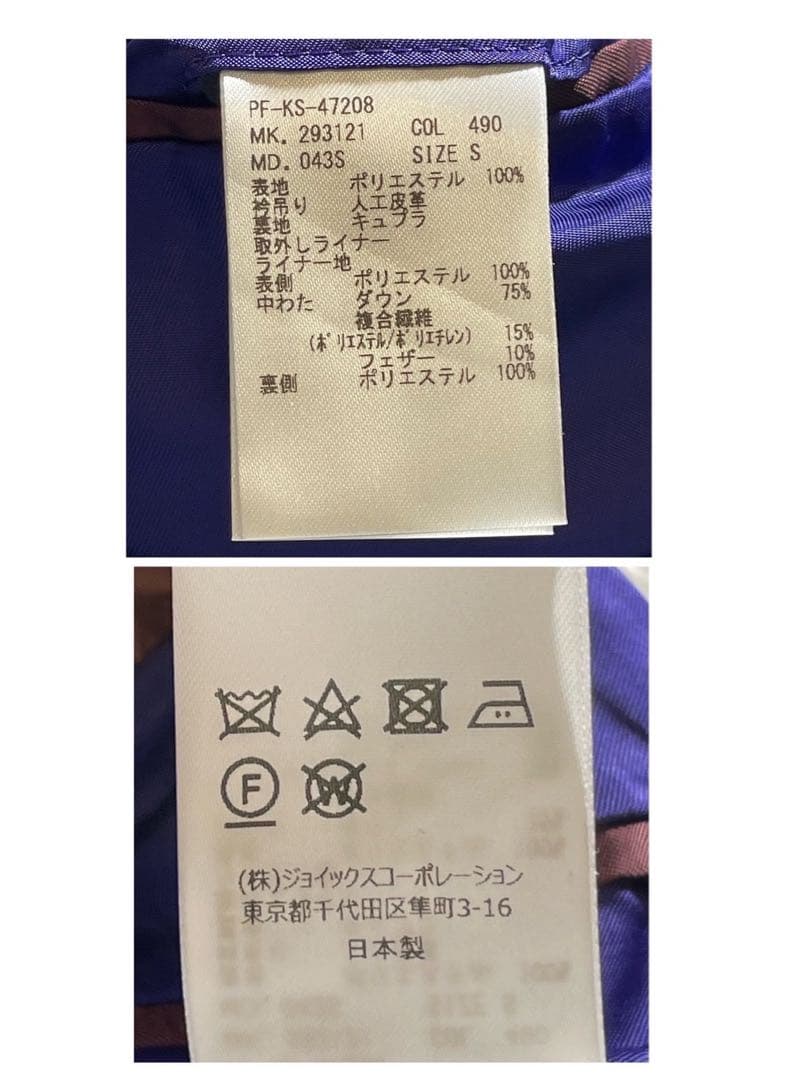 PF-KS-47208
MK. 293121 COL 490
MD. 043S SIZE S
表地 ポリエステル 100%
衿吊り 人工皮革
裏地 キュプラ
取外しライナー
ライナー地
表側 ポリエステル 100%
中わた ダウン 75%
複合繊維
(ﾎﾟﾘｴｽﾃﾙ/ﾎﾟﾘｴﾁﾚﾝ) 15%
フェザー 10%
裏側 ポリエステル 100%
F W
(株)ジョイックスコーポレーション
東京都千代田区隼町3-16
日本製